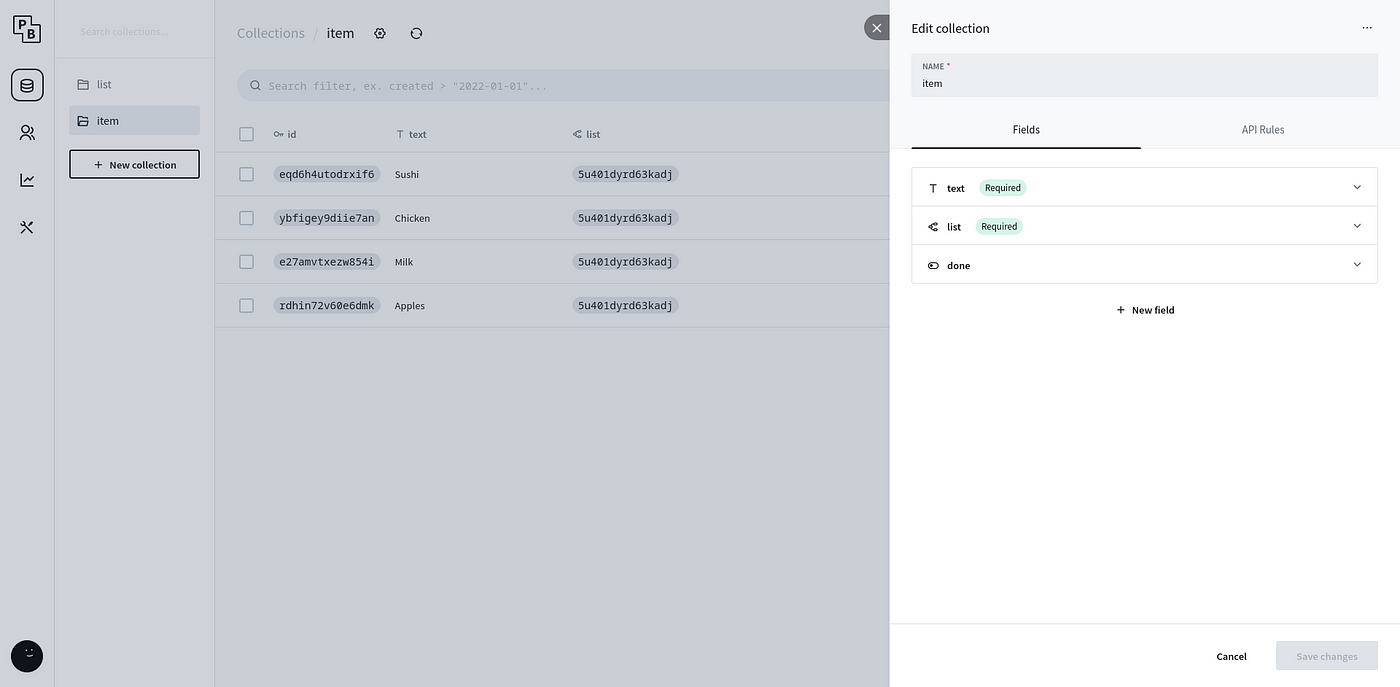 P
B
Search collections...
list
item
New collection
Collections / item
Search filter, ex. created > "2022-01-01"...
id text list
eqd6h4utodrxif6 Sushi 5u401dyrd63kadj
ybfigey9diie7an Chicken 5u401dyrd63kadj
e27amvtxezw854i Milk 5u401dyrd63kadj
rdhin72v60e6dmk Apples 5u401dyrd63kadj
Edit collection
NAME *
item
Fields API Rules
text Required
list Required
done
New field
Cancel Save changes